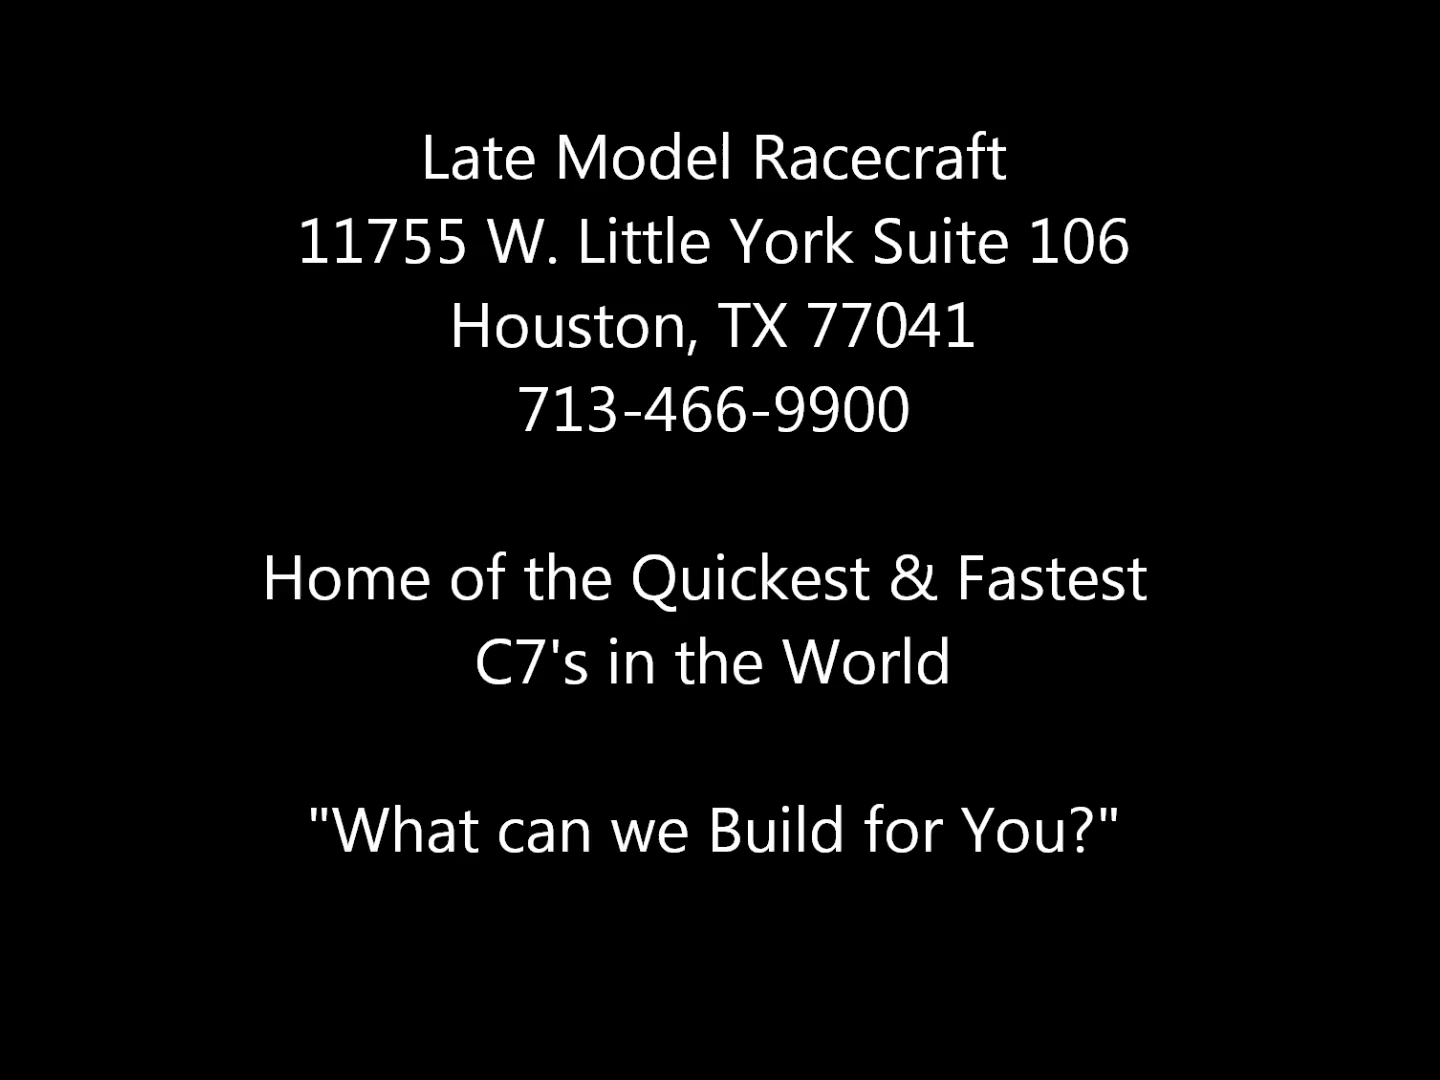 Late Model Racecraft
11755 W. Little York Suite 106
Houston, TX 77041
713-466-9900
Home of the Quickest & Fastest
C7's in the World
"What can we Build for You?"